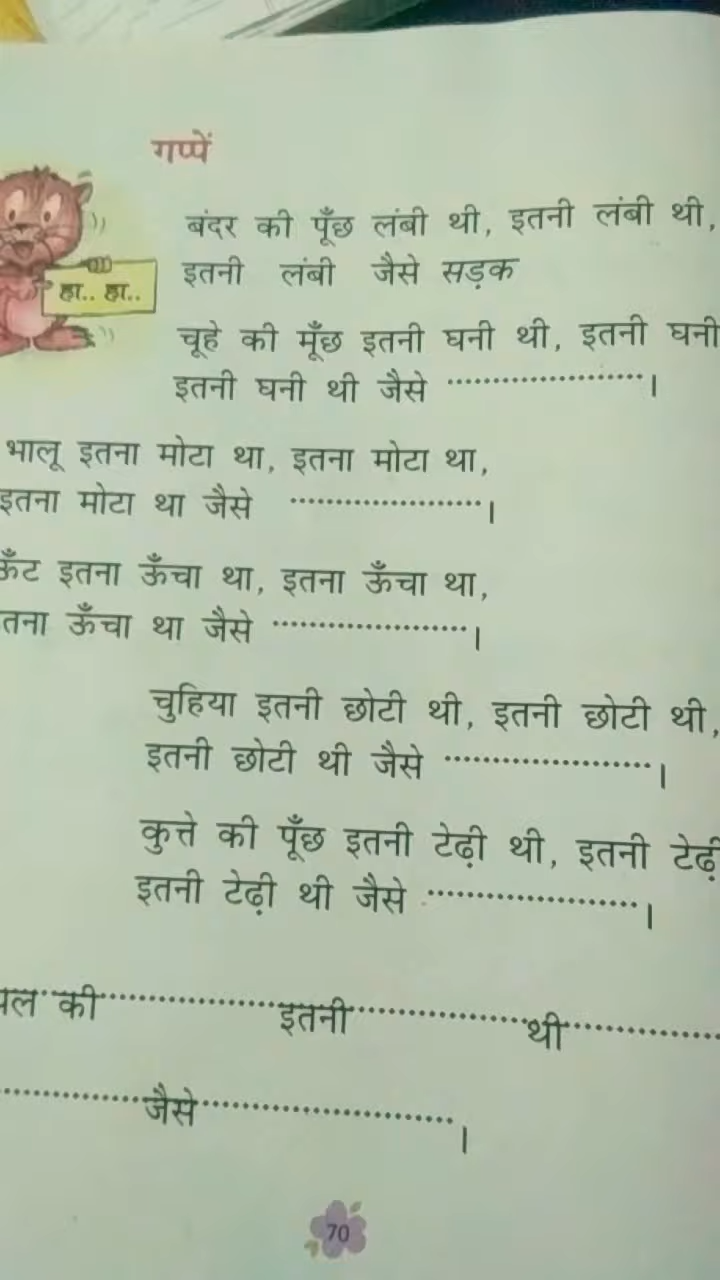 गप्पें
बंदर की पूँछ लंबी थी, इतनी लंबी थी,
इतनी लंबी जैसे सड़क
हा.. हा..
चूहे की मूँछ इतनी घनी थी, इतनी घनी
इतनी घनी थी जैसे ......................।
भालू इतना मोटा था, इतना मोटा था,
इतना मोटा था जैसे ......................।
ऊँट इतना ऊँचा था, इतना ऊँचा था,
तना ऊँचा था जैसे ......................।
चुहिया इतनी छोटी थी, इतनी छोटी थी,
इतनी छोटी थी जैसे ......................।
कुत्ते की पूँछ इतनी टेढ़ी थी, इतनी टेढ़ी
इतनी टेढ़ी थी जैसे ......................।
की...................... इतनी...................... थी......................
...................... जैसे......................।
70